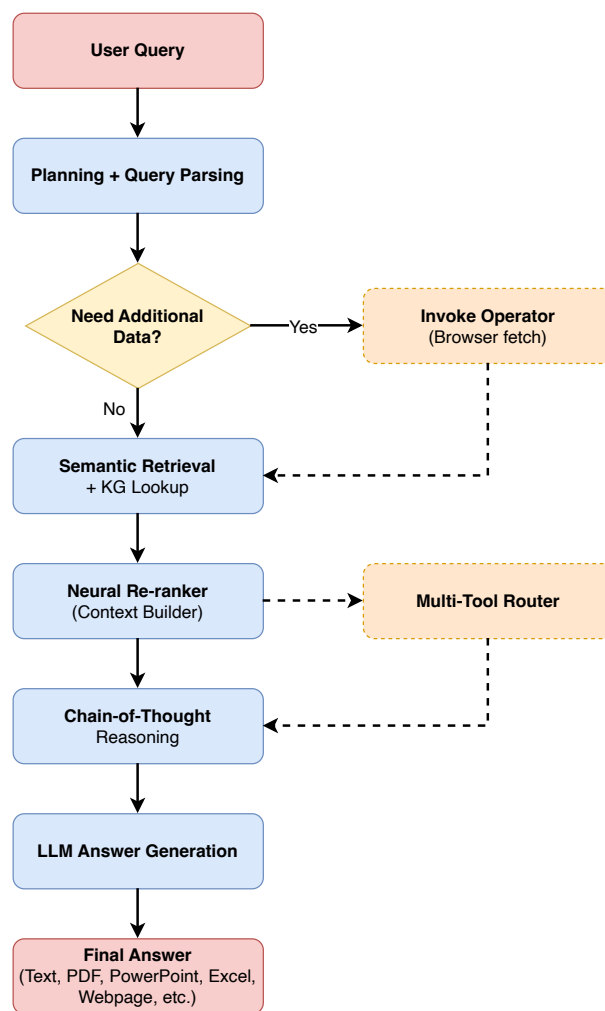 User Query
Planning + Query Parsing
Need Additional
Data?
Yes
Invoke Operator
(Browser fetch)
No
Semantic Retrieval
+ KG Lookup
Neural Re-ranker
(Context Builder)
Multi-Tool Router
Chain-of-Thought
Reasoning
LLM Answer Generation
Final Answer
(Text, PDF, PowerPoint, Excel,
Webpage, etc.)